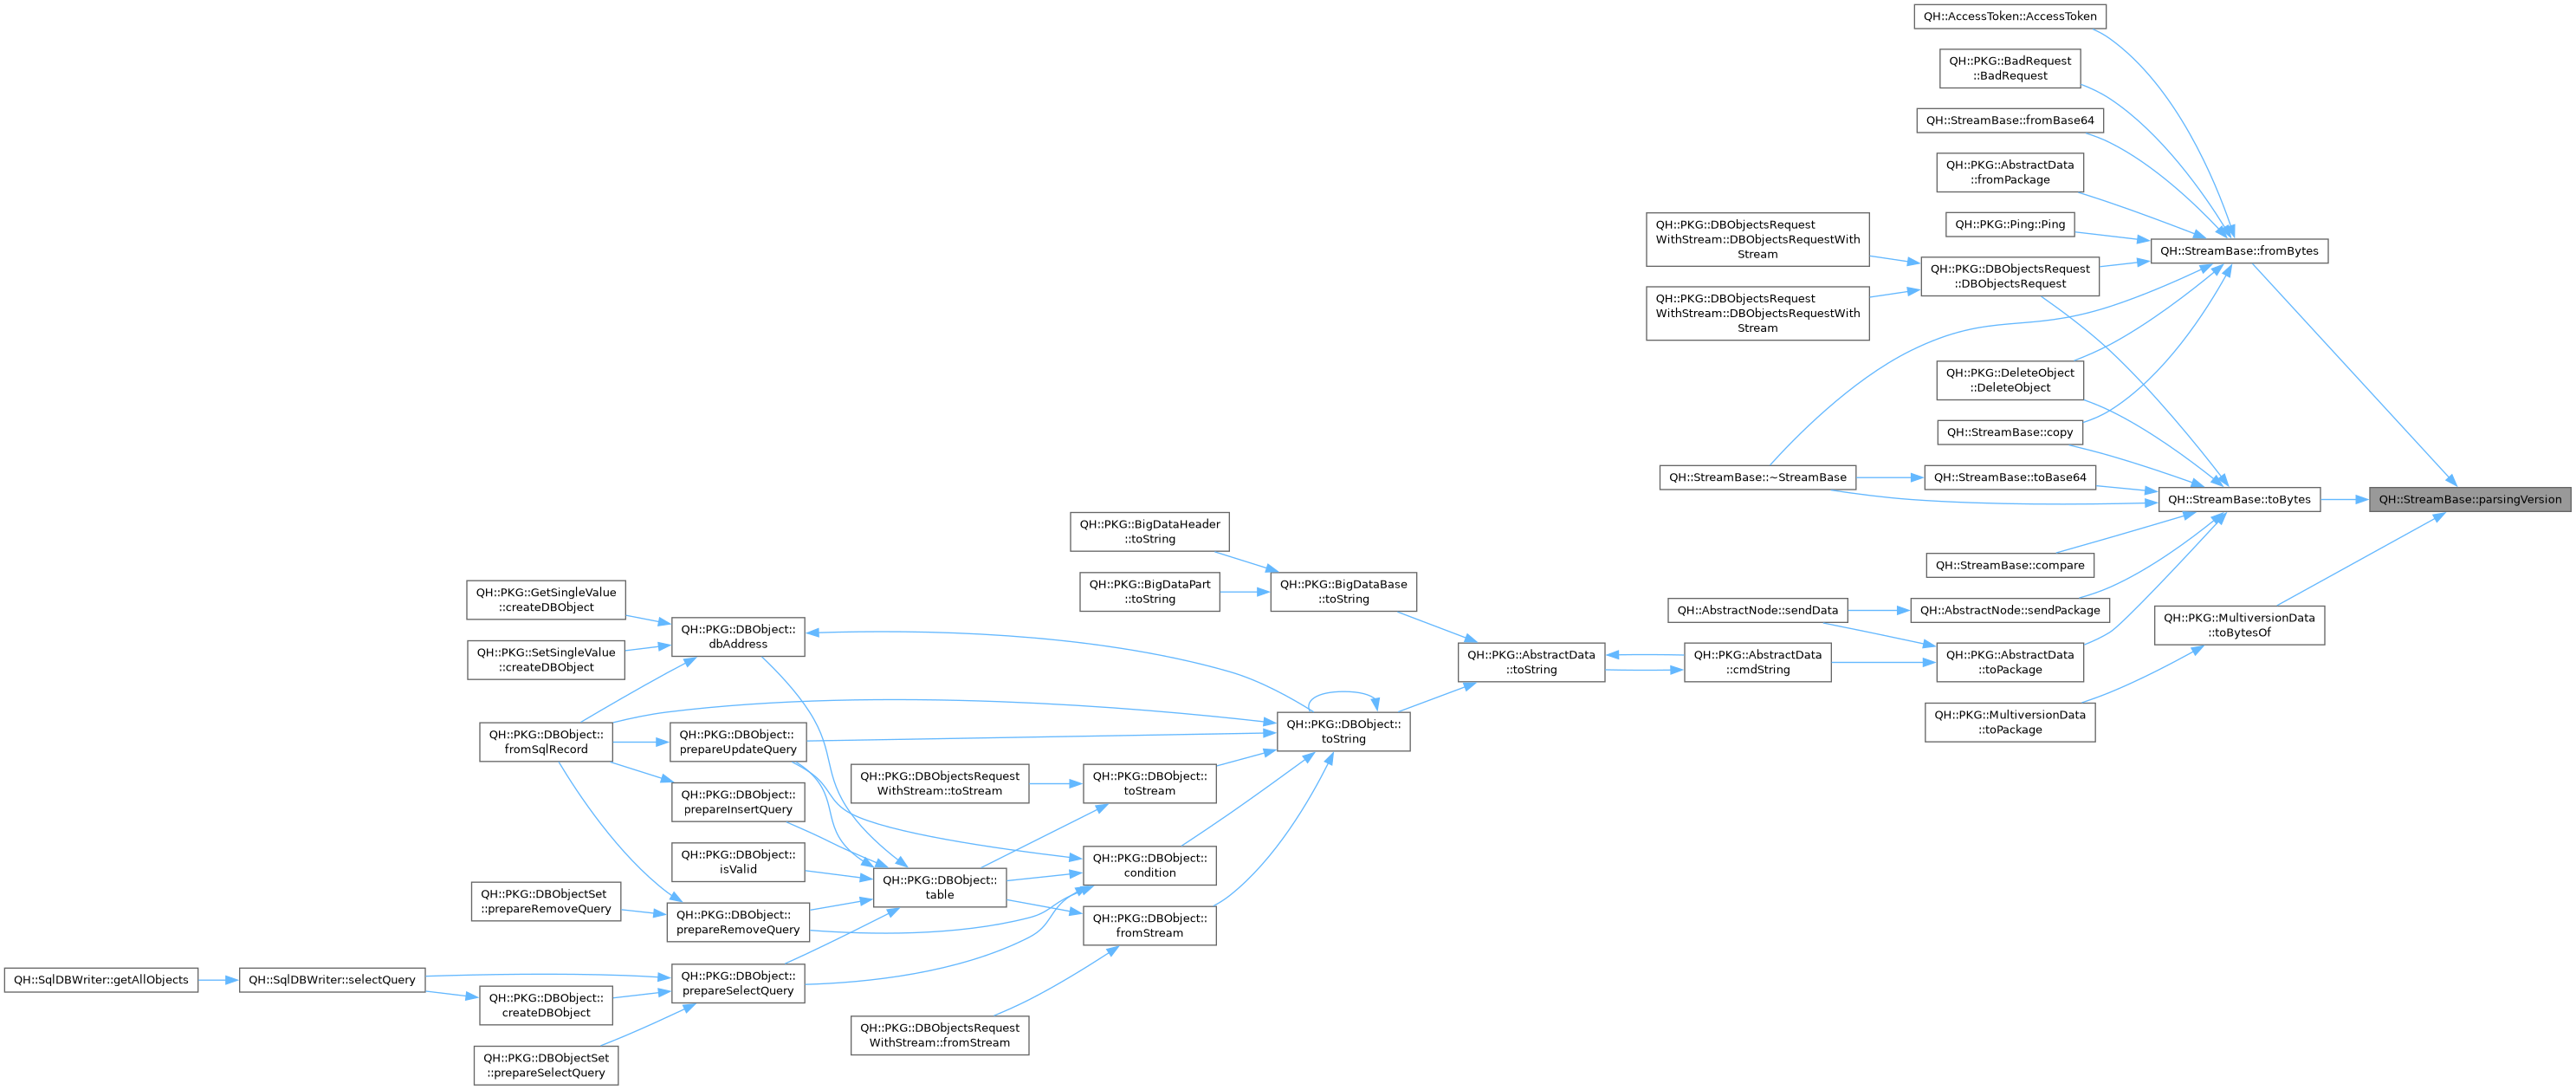 QH::AccessToken::AccessToken
QH::PKG::BadRequest
::BadRequest
QH::StreamBase::fromBase64
QH::PKG::AbstractData
::fromPackage
QH::PKG::Ping::Ping
QH::PKG::DBObjectsRequest
WithStream::DBObjectsRequestWith
Stream
QH::StreamBase::fromBytes
QH::PKG::DBObjectsRequest
::DBObjectsRequest
QH::PKG::DBObjectsRequest
WithStream::DBObjectsRequestWith
Stream
QH::PKG::DeleteObject
::DeleteObject
QH::StreamBase::copy
QH::StreamBase::~StreamBase
QH::StreamBase::toBase64
QH::StreamBase::toBytes
QH::StreamBase::parsingVersion
QH::PKG::BigDataHeader
::toString
QH::StreamBase::compare
QH::PKG::BigDataPart
::toString
QH::PKG::BigDataBase
::toString
QH::PKG::GetSingleValue
::createDBObject
QH::AbstractNode::sendData
QH::AbstractNode::sendPackage
QH::PKG::MultiversionData
::toBytesOf
QH::PKG::DBObject::
dbAddress
QH::PKG::SetSingleValue
::createDBObject
QH::PKG::AbstractData
::toString
QH::PKG::AbstractData
::cmdString
QH::PKG::AbstractData
::toPackage
QH::PKG::MultiversionData
::toPackage
QH::PKG::DBObject::
toString
QH::PKG::DBObject::
fromSqlRecord
QH::PKG::DBObject::
prepareUpdateQuery
QH::PKG::DBObjectsRequest
WithStream::toStream
QH::PKG::DBObject::
toStream
QH::PKG::DBObject::
prepareInsertQuery
QH::PKG::DBObject::
isValid
QH::PKG::DBObject::
condition
QH::PKG::DBObject::
table
QH::PKG::DBObjectSet
::prepareRemoveQuery
QH::PKG::DBObject::
prepareRemoveQuery
QH::PKG::DBObject::
fromStream
QH::SqlDBWriter::getAllObjects
QH::SqlDBWriter::selectQuery
QH::PKG::DBObject::
prepareSelectQuery
QH::PKG::DBObject::
createDBObject
QH::PKG::DBObjectsRequest
WithStream::fromStream
QH::PKG::DBObjectSet
::prepareSelectQuery